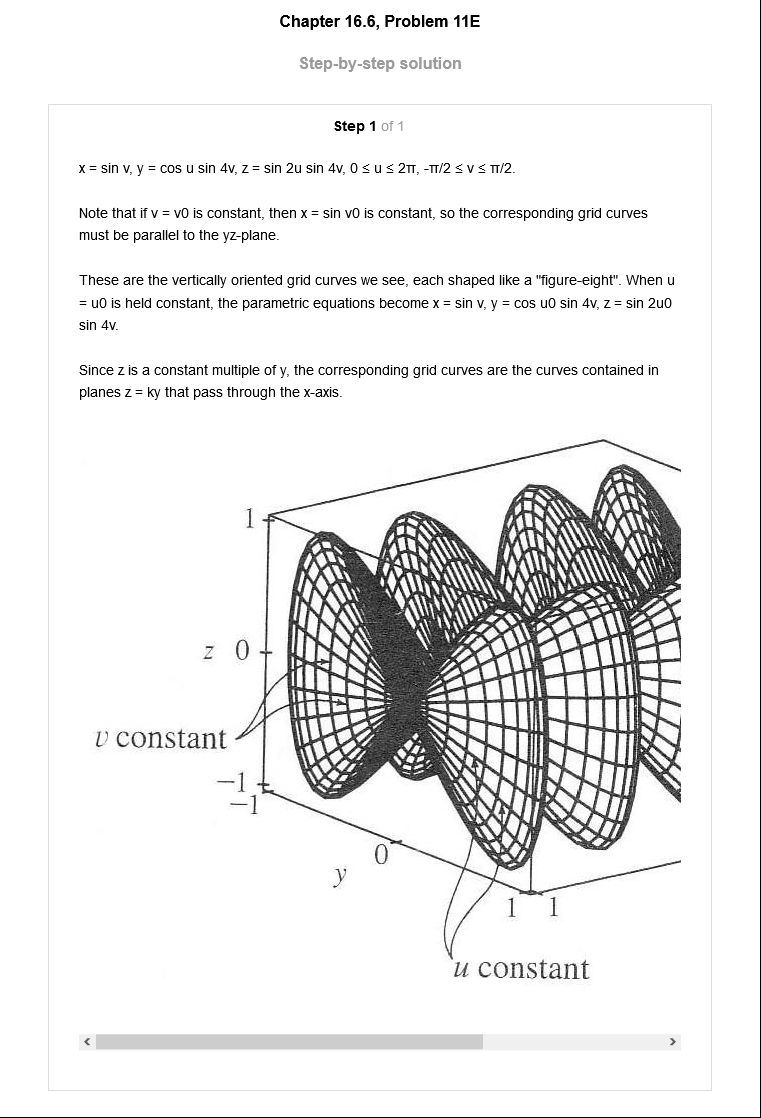 Chapter 16.6, Problem 11E
Step-by-step solution
Step 1 of 1
x = sin v, y = cos u sin 4v, z = sin 2u sin 4v, 0 ≤ u ≤ 2π, -π/2 ≤ v ≤ π/2.
Note that if v = v0 is constant, then x = sin v0 is constant, so the corresponding grid curves
must be parallel to the yz-plane.
These are the vertically oriented grid curves we see, each shaped like a "figure-eight". When u
= u0 is held constant, the parametric equations become x = sin v, y = cos u0 sin 4v, z = sin 2u0
sin 4v.
Since z is a constant multiple of y, the corresponding grid curves are the curves contained in
planes z = ky that pass through the x-axis.
1
z 0
v constant
−1
−1
0
y
1 1
u constant